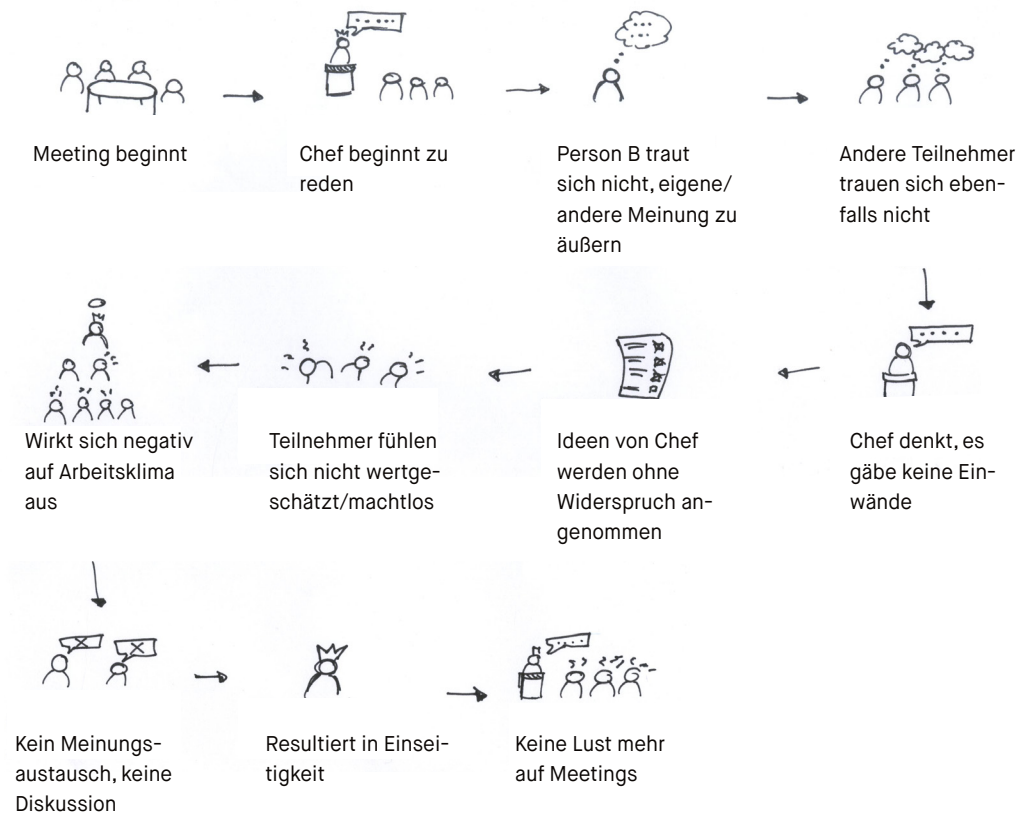 Meeting beginnt
Chef beginnt zu
reden
Person B traut
sich nicht, eigene/
andere Meinung zu
äußern
Andere Teilnehmer
trauen sich eben-
falls nicht
Chef denkt, es
gäbe keine Ein-
wände
Ideen von Chef
werden ohne
Widerspruch an-
genommen
Teilnehmer fühlen
sich nicht wertge-
schätzt/machtlos
Wirkt sich negativ
auf Arbeitsklima
aus
Kein Meinungs-
austausch, keine
Diskussion
Resultiert in Einsei-
tigkeit
Keine Lust mehr
auf Meetings